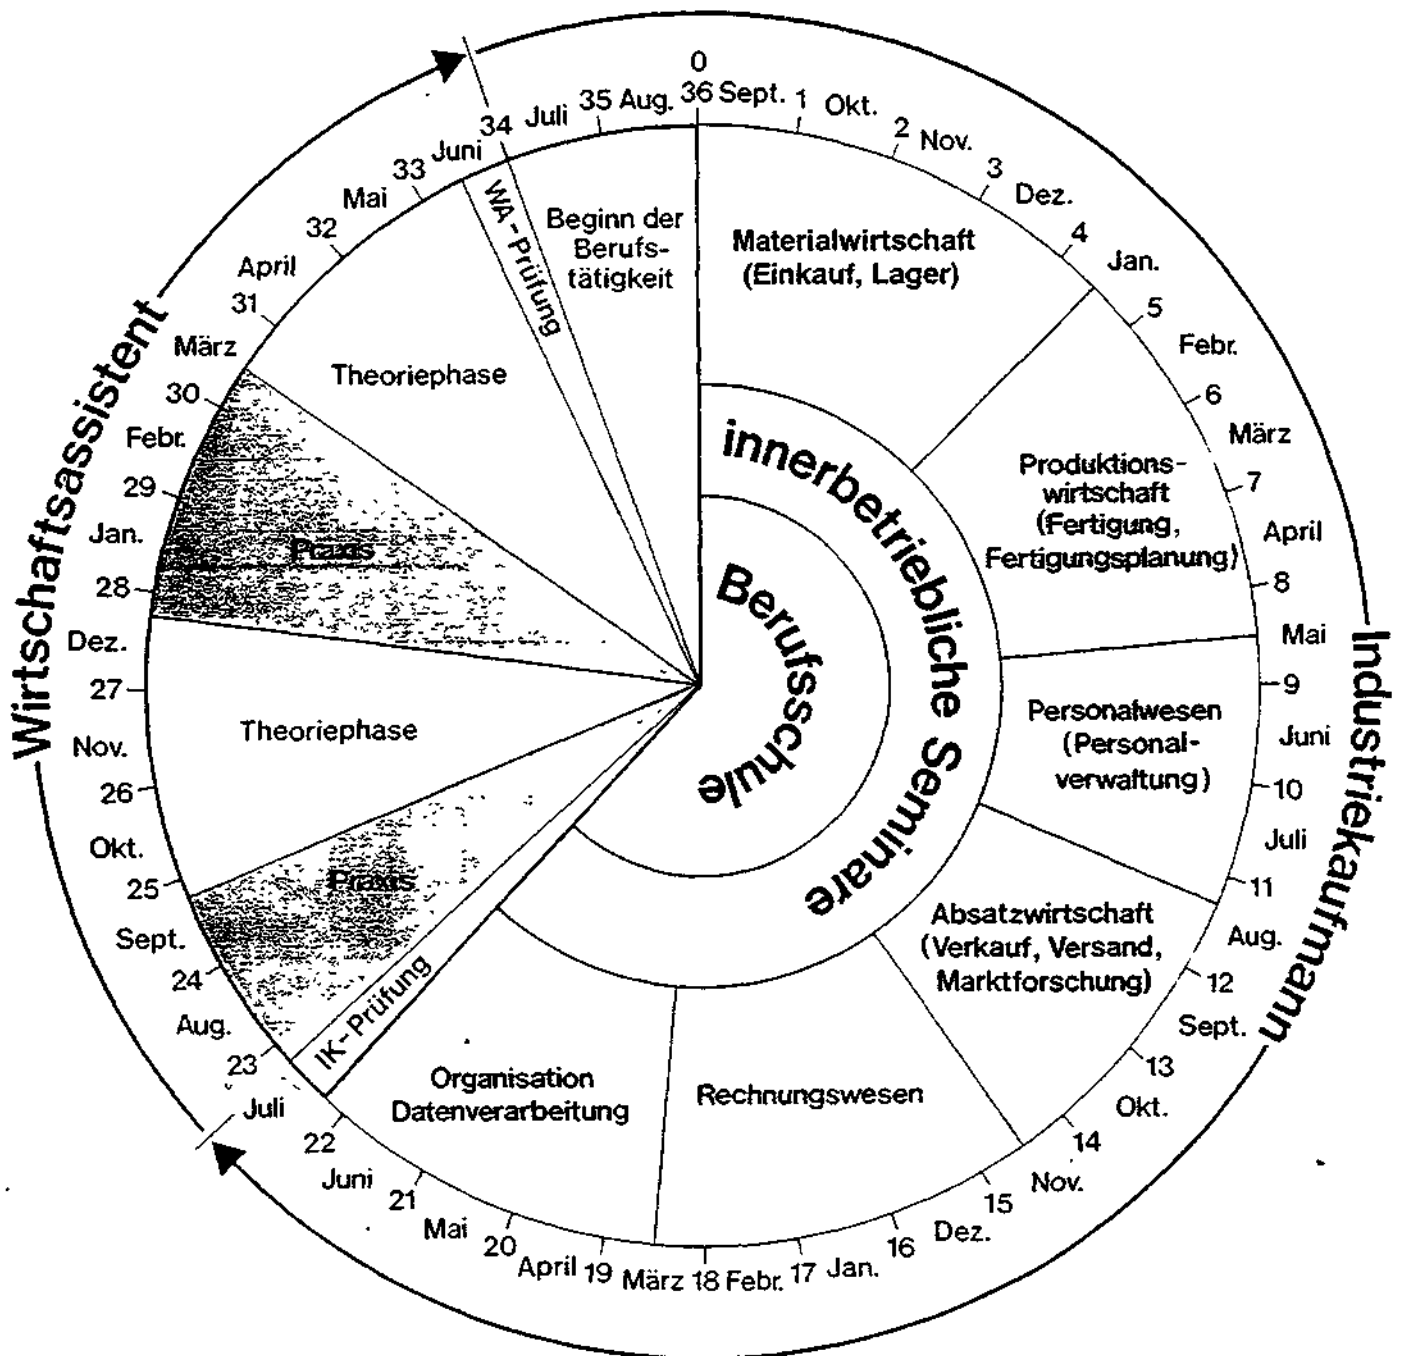 0
36
Sept.
1
Okt.
2
Nov.
3
Dez.
4
Jan.
5
Febr.
6
März
7
April
8
Mai
9
Juni
10
Juli
11
Aug.
12
Sept.
13
Okt.
14
Nov.
15
Dez.
16
Jan.
17
Febr.
18
März
19
April
20
Mai
21
Juni
22
Juli
23
Aug.
24
Sept.
25
Okt.
26
Nov.
27
Dez.
28
Jan.
29
Febr.
30
März
31
April
32
Mai
33
Juni
34
Juli
35
Aug.
Industriekaufmann
Wirtschaftsassistent
Materialwirtschaft
(Einkauf, Lager)
Produktions-
wirtschaft
(Fertigung,
Fertigungsplanung)
Personalwesen
(Personal-
verwaltung)
Absatzwirtschaft
(Verkauf, Versand,
Marktforschung)
Rechnungswesen
Organisation
Datenverarbeitung
IK-Prüfung
Praxis
Theoriephase
Praxis
Theoriephase
WA-Prüfung
Beginn der
Berufs-
tätigkeit
innerbetriebliche Seminare
Berufsschule